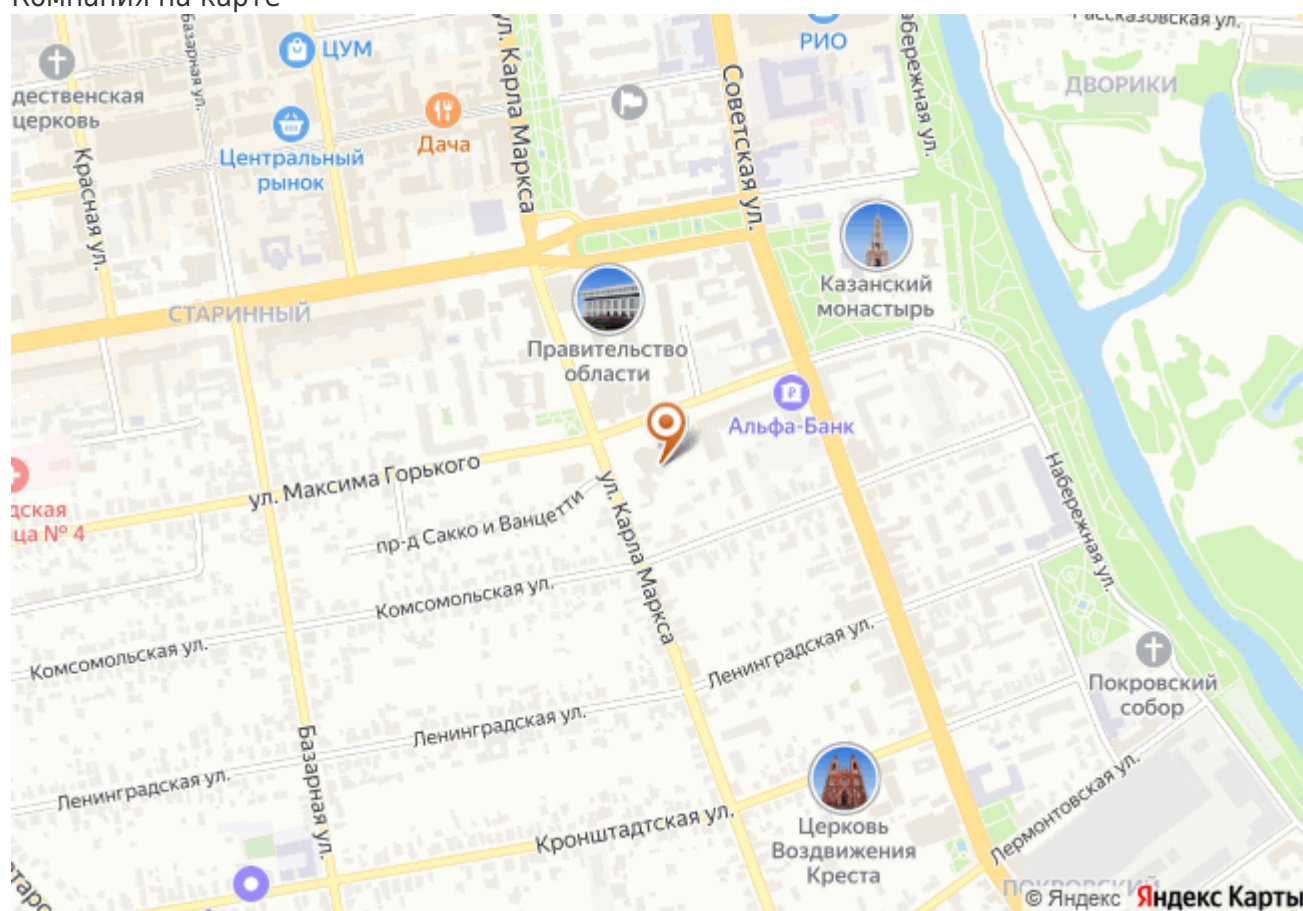 Компания на карте
Рассказовская ул.
ЦУМ
РИО
ДВОРИКИ
дественская
церковь
Базарная ул.
ул. Карла Маркса
Набережная ул.
Дача
Советская ул.
Центральный
рынок
Красная ул.
Казанский
монастырь
СТАРИННЫЙ
Правительство
области
Альфа-Банк
ул. Максима Горького
дская
ца № 4
пр-д Сакко и Ванцетти
ул. Карла Маркса
Набережная ул.
Комсомольская ул.
Комсомольская ул.
Ленинградская ул.
Покровский
собор
Ленинградская ул.
Ленинградская ул.
Базарная ул.
Лермонтовская ул.
Кронштадтская ул.
Церковь
Воздвижения
Креста
ПОКРОВСКИЙ
© Яндекс Яндекс Карты